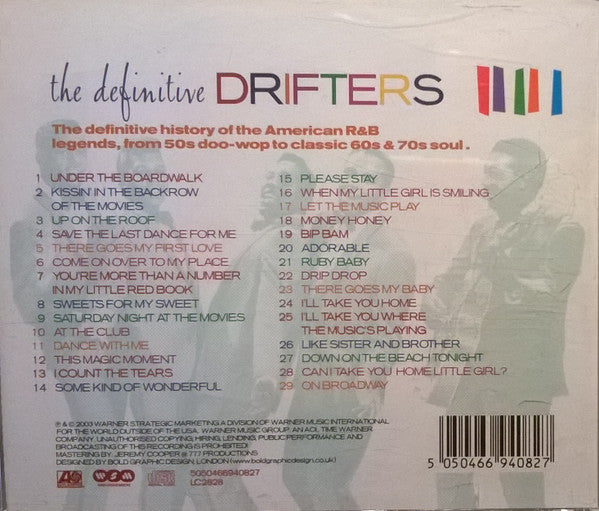 the definitive DRIFTERS
The definitive history of the American R&B
legends, from 50s doo-wop to classic 60s & 70s soul.
1 UNDER THE BOARDWALK
2 KISSIN' IN THE BACKROW
OF THE MOVIES
3 UP ON THE ROOF
4 SAVE THE LAST DANCE FOR ME
5 THERE GOES MY FIRST LOVE
6 COME ON OVER TO MY PLACE
7 YOU'RE MORE THAN A NUMBER
IN MY LITTLE RED BOOK
8 SWEETS FOR MY SWEET
9 SATURDAY NIGHT AT THE MOVIES
10 AT THE CLUB
11 DANCE WITH ME
12 THIS MAGIC MOMENT
13 I COUNT THE TEARS
14 SOME KIND OF WONDERFUL
15 PLEASE STAY
16 WHEN MY LITTLE GIRL IS SMILING
17 LET THE MUSIC PLAY
18 MONEY HONEY
19 BIP BAM
20 ADORABLE
21 RUBY BABY
22 DRIP DROP
23 THERE GOES MY BABY
24 I'LL TAKE YOU HOME
25 I'LL TAKE YOU WHERE
THE MUSIC'S PLAYING
26 LIKE SISTER AND BROTHER
27 DOWN ON THE BEACH TONIGHT
28 CAN I TAKE YOU HOME LITTLE GIRL?
29 ON BROADWAY
℗ & © 2003 WARNER STRATEGIC MARKETING A DIVISION OF WARNER MUSIC INTERNATIONAL
FOR THE WORLD OUTSIDE OF THE USA. WARNER MUSIC GROUP. AN AOL TIME WARNER
COMPANY. UNAUTHORISED COPYING, HIRING, LENDING, PUBLIC PERFORMANCE AND
BROADCASTING OF THIS RECORDING IS PROHIBITED!
MASTERING BY JEREMY COOPER @ 777 PRODUCTIONS
DESIGNED BY BOLD GRAPHIC DESIGN, LONDON (www.boldgraphicdesign.co.uk)
5050466940827
LC2828
5 050466 940827